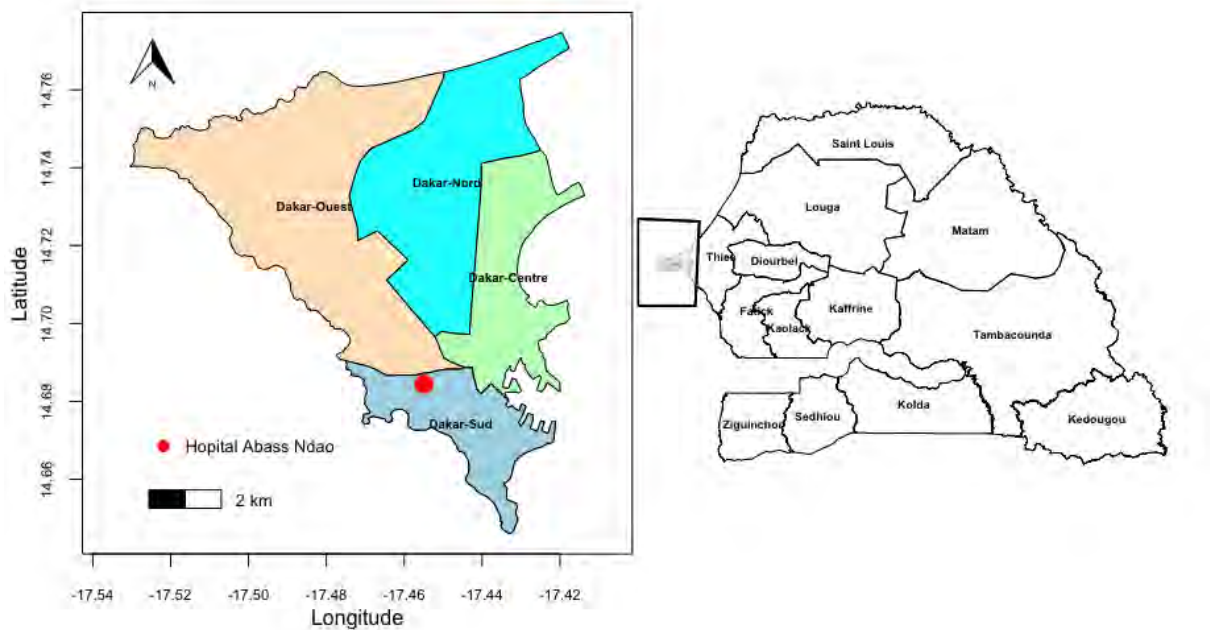 N
14.76
14.74
14.72
14.70
14.68
14.66
Latitude
Dakar-Nord
Dakar-Ouest
Dakar-Centre
Dakar-Sud
Hopital Abass Ndao
2 km
-17.54
-17.52
-17.50
-17.48
-17.46
-17.44
-17.42
Longitude
Saint Louis
Louga
Matam
Thies
Diourbel
Fatick
Kaolack
Kaffrine
Tambacounda
Ziguinchor
Sedhiou
Kolda
Kedougou